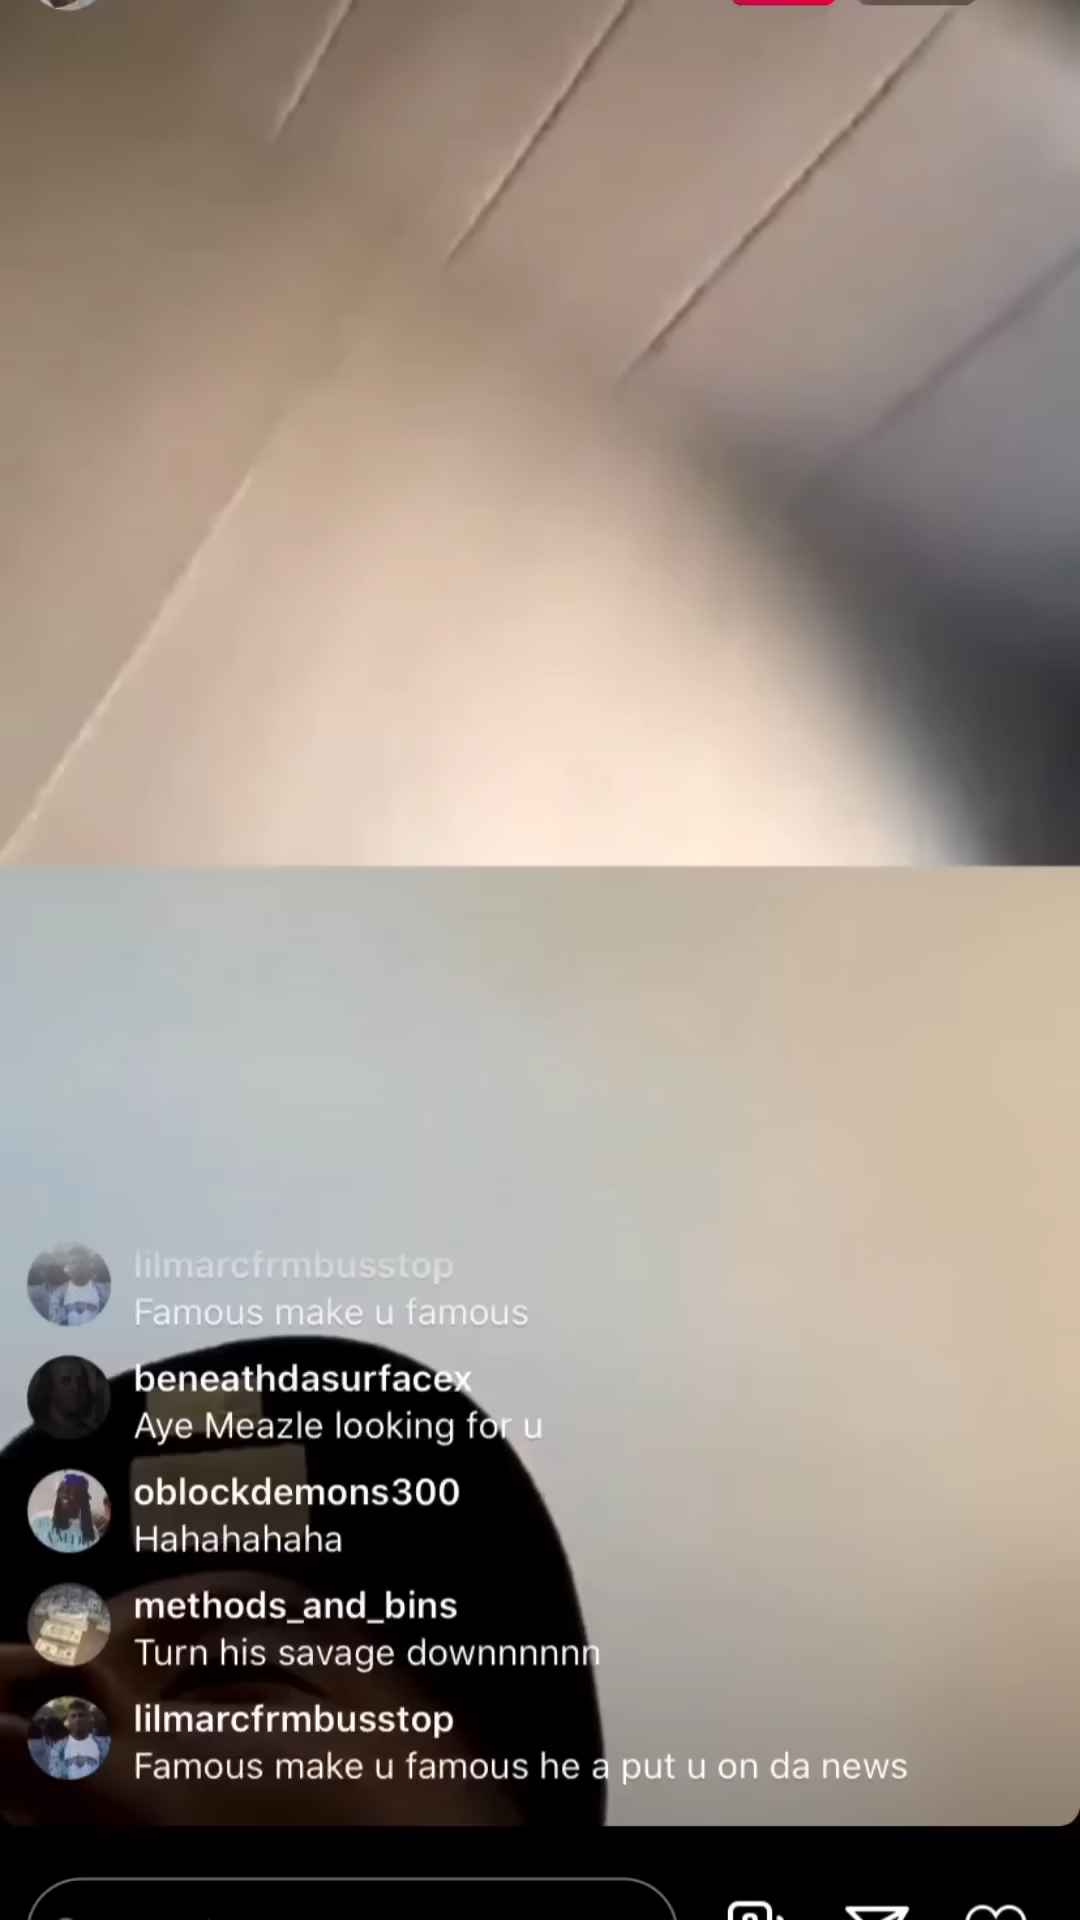 lilmarcfrmbusstop
Famous make u famous
beneathdasurfacex
Aye Meazle looking for u
oblockdemons300
Hahahahaha
methods_and_bins
Turn his savage downnnnnn
lilmarcfrmbusstop
Famous make u famous he a put u on da news